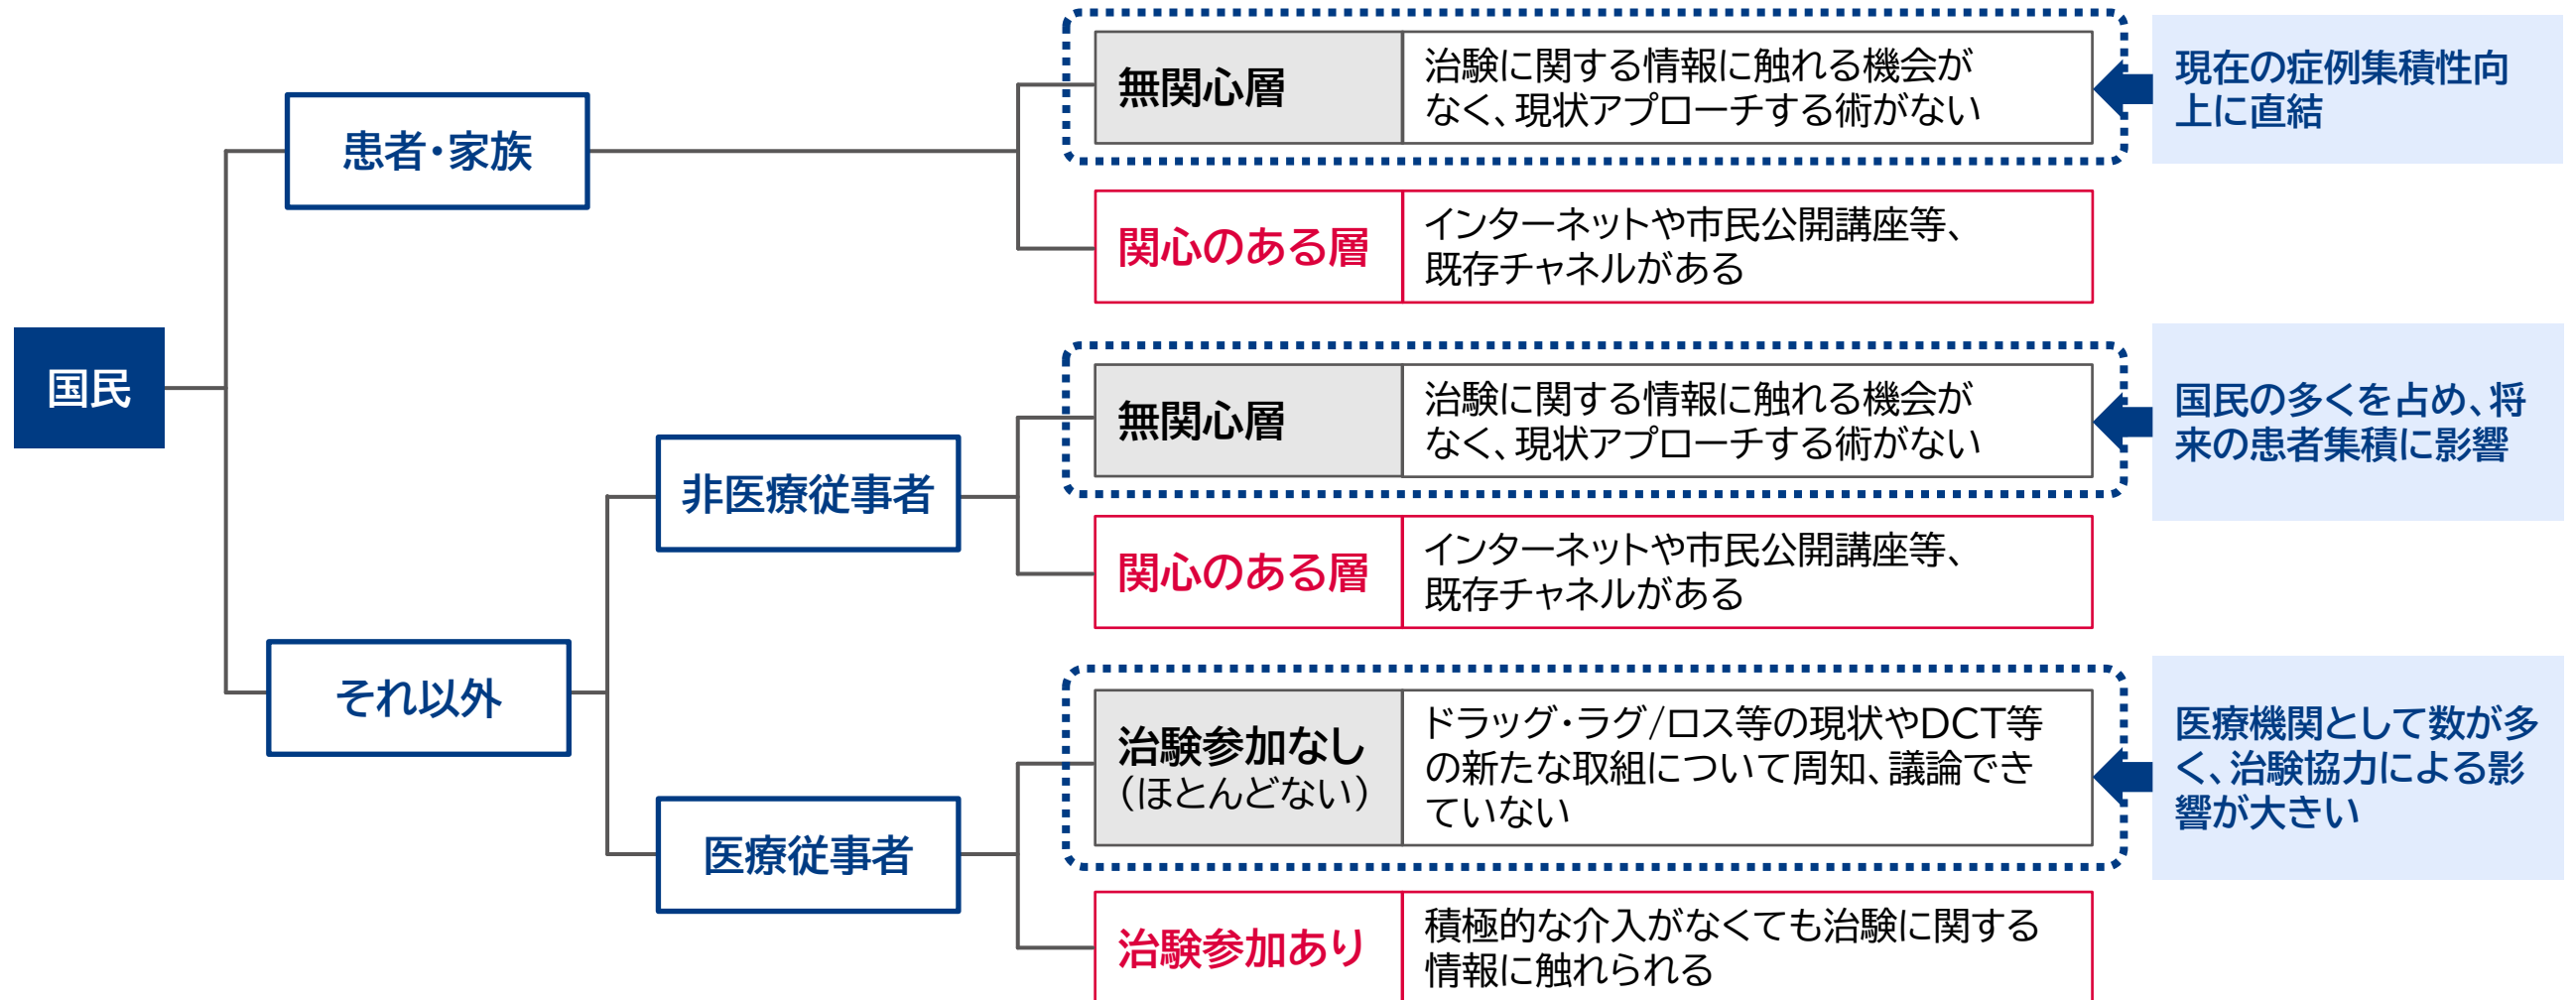 無関心層
治験に関する情報に触れる機会が
なく、現状アプローチする術がない
現在の症例集積性向
上に直結
患者・家族
関心のある層
インターネットや市民公開講座等、
既存チャネルがある
国民
無関心層
治験に関する情報に触れる機会が
なく、現状アプローチする術がない
国民の多くを占め、将
来の患者集積に影響
非医療従事者
関心のある層
インターネットや市民公開講座等、
既存チャネルがある
それ以外
治験参加なし
（ほとんどない）
ドラッグ・ラグ/ロス等の現状やDCT等
の新たな取組について周知、議論でき
ていない
医療機関として数が多
く、治験協力による影
響が大きい
医療従事者
治験参加あり
積極的な介入がなくても治験に関する
情報に触れられる